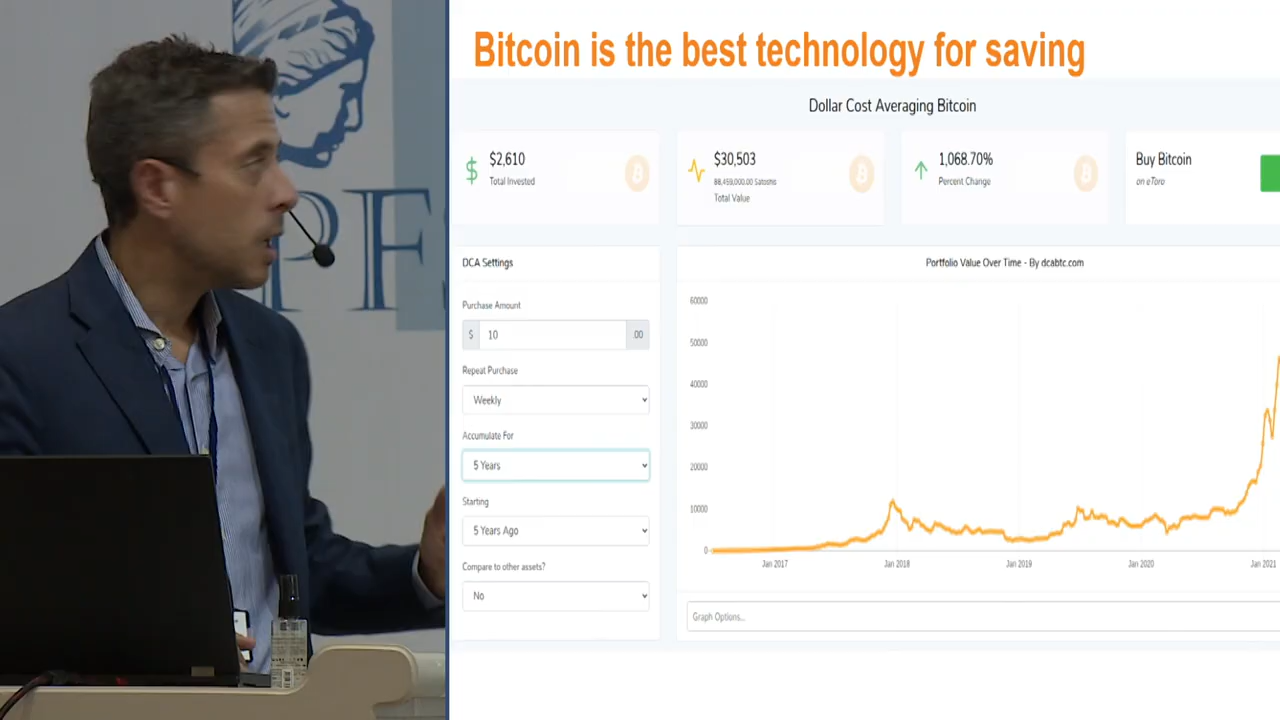 PFS
Bitcoin is the best technology for saving
Dollar Cost Averaging Bitcoin
$2,610
Total Invested
$30,503
88,459,000.00 Satoshis
Total Value
1,068.70%
Percent Change
Buy Bitcoin
on eToro
DCA Settings
Purchase Amount
$ 10 .00
Repeat Purchase
Weekly
Accumulate For
5 Years
Starting
5 Years Ago
Compare to other assets?
No
Portfolio Value Over Time - By dcabtc.com
60000
50000
40000
30000
20000
10000
0
Jan 2017 Jan 2018 Jan 2019 Jan 2020 Jan 2021
Graph Options...